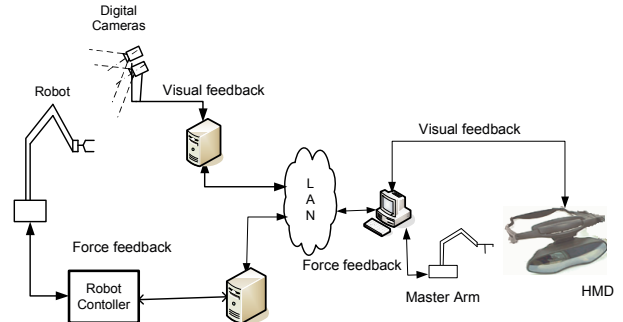 Digital
Cameras
Robot
Visual feedback
Visual feedback
L
A
N
Force feedback
Force feedback
Robot
Contoller
Master Arm
HMD